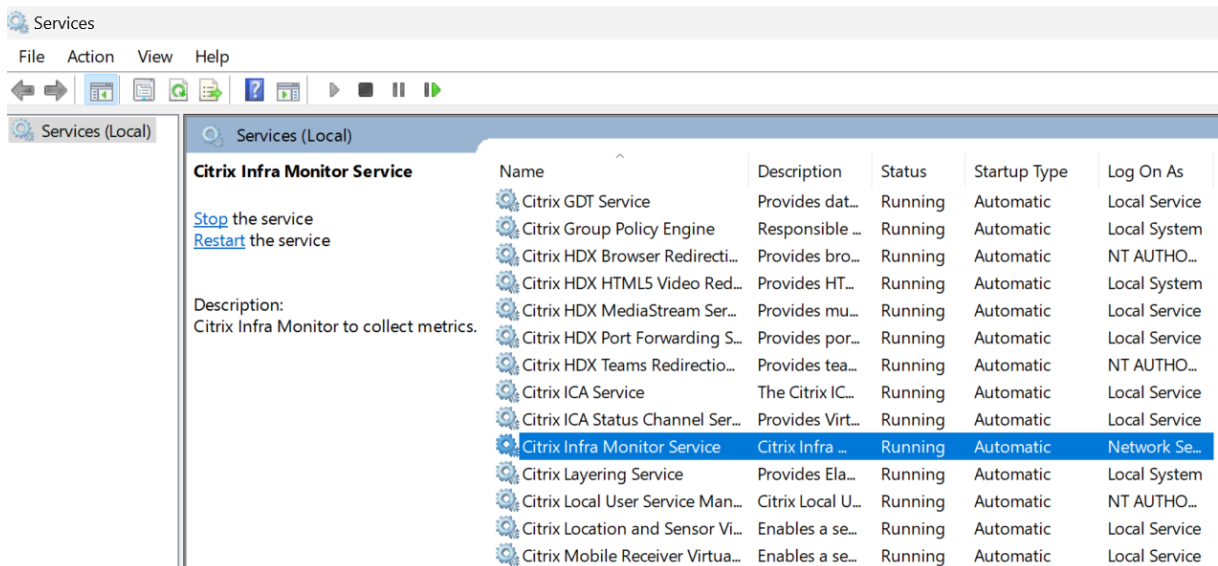 Services
File Action View Help
Services (Local)
Services (Local)
Citrix Infra Monitor Service
Stop the service
Restart the service
Description:
Citrix Infra Monitor to collect metrics.
Name Description Status Startup Type Log On As
Citrix GDT Service Provides dat... Running Automatic Local Service
Citrix Group Policy Engine Responsible ... Running Automatic Local System
Citrix HDX Browser Redirecti... Provides bro... Running Automatic NT AUTHO...
Citrix HDX HTML5 Video Red... Provides HT... Running Automatic Local System
Citrix HDX MediaStream Ser... Provides mu... Running Automatic Local Service
Citrix HDX Port Forwarding S... Provides por... Running Automatic Local Service
Citrix HDX Teams Redirectio... Provides tea... Running Automatic NT AUTHO...
Citrix ICA Service The Citrix IC... Running Automatic Local Service
Citrix ICA Status Channel Ser... Provides Virt... Running Automatic Local Service
Citrix Infra Monitor Service Citrix Infra ... Running Automatic Network Se...
Citrix Layering Service Provides Ela... Running Automatic Local System
Citrix Local User Service Man... Citrix Local U... Running Automatic NT AUTHO...
Citrix Location and Sensor Vi... Enables a se... Running Automatic Local Service
Citrix Mobile Receiver Virtua... Enables a se... Running Automatic Local Service